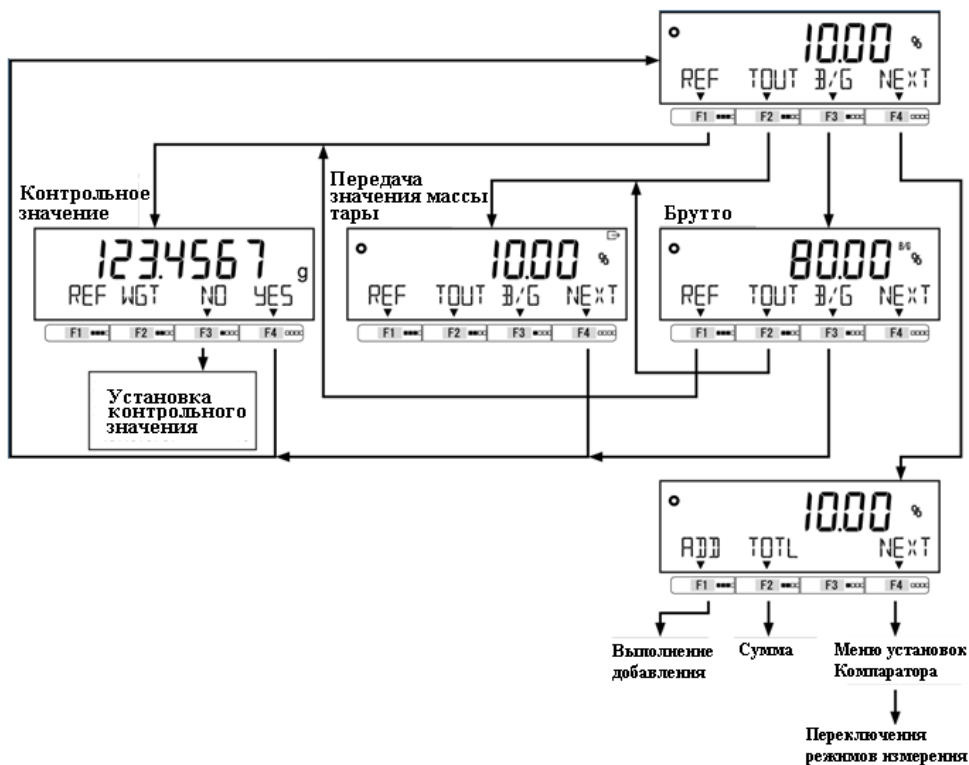 10.00 %
REF TOUT B/G NEXT
F1 F2 F3 F4
Контрольное
значение
Передача
значения массы
тары
Брутто
123.4567 g
REF WGT NO YES
F1 F2 F3 F4
10.00 %
REF TOUT B/G NEXT
F1 F2 F3 F4
80.00 B/G %
REF TOUT B/G NEXT
F1 F2 F3 F4
Установка
контрольного
значения
10.00 %
ADD TOTL NEXT
F1 F2 F3 F4
Выполнение
добавления
Сумма
Меню установок
Компаратора
Переключения
режимов измерения